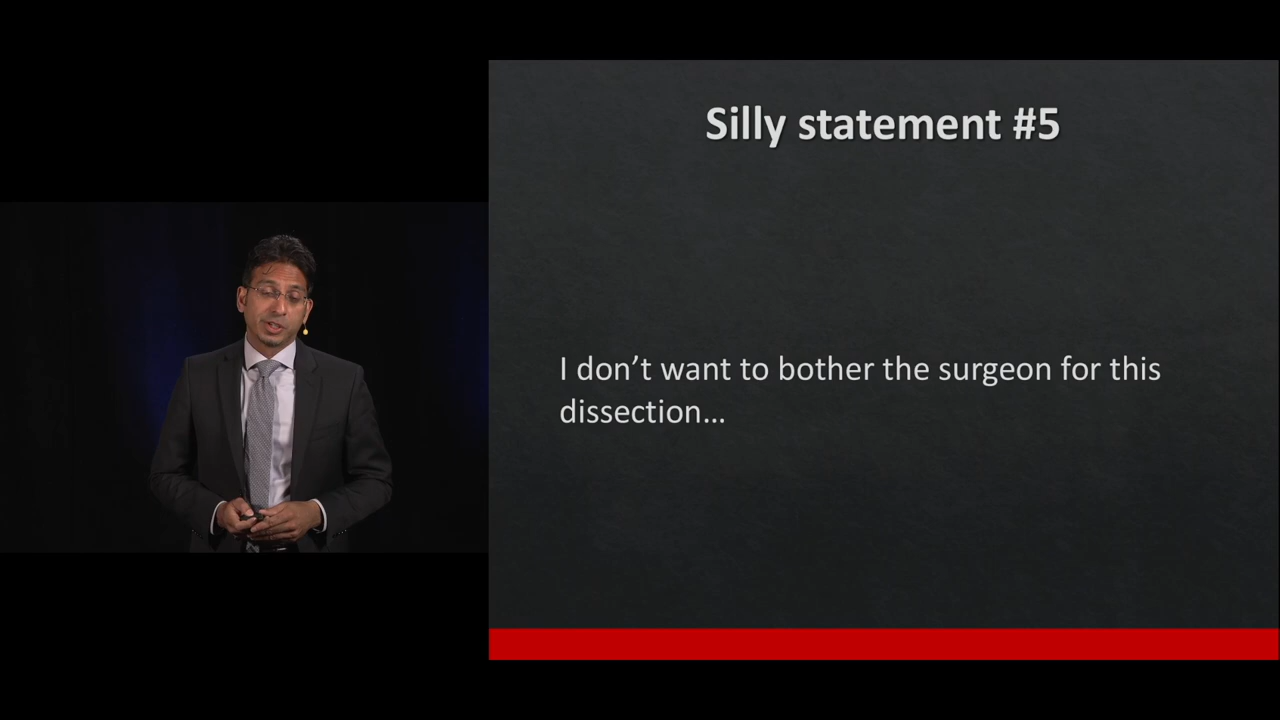 Silly statement #5
I don’t want to bother the surgeon for this
dissection…